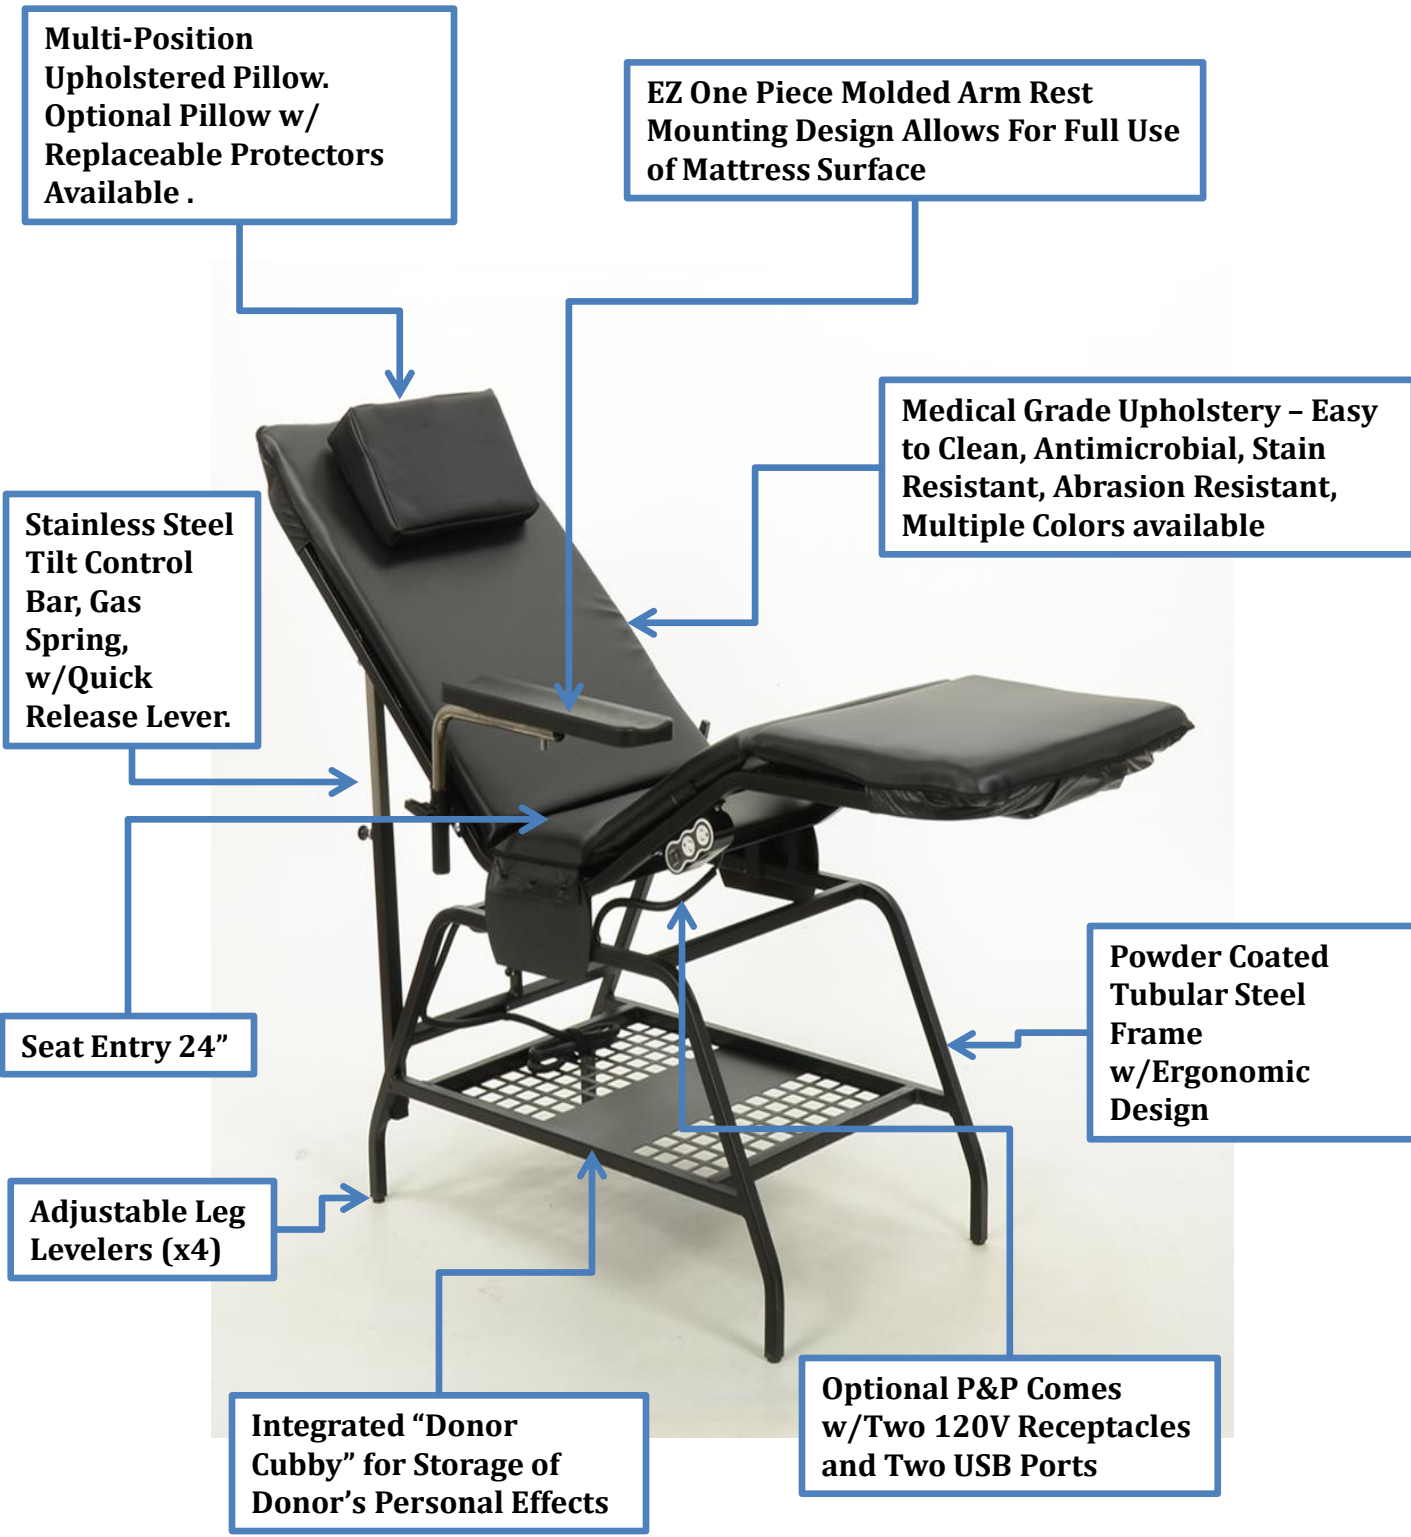 Multi-Position
Upholstered Pillow.
Optional Pillow w/
Replaceable Protectors
Available .
EZ One Piece Molded Arm Rest
Mounting Design Allows For Full Use
of Mattress Surface
Medical Grade Upholstery – Easy
to Clean, Antimicrobial, Stain
Resistant, Abrasion Resistant,
Multiple Colors available
Stainless Steel
Tilt Control
Bar, Gas
Spring,
w/Quick
Release Lever.
Seat Entry 24”
Powder Coated
Tubular Steel
Frame
w/Ergonomic
Design
Adjustable Leg
Levelers (x4)
Integrated “Donor
Cubby” for Storage of
Donor’s Personal Effects
Optional P&P Comes
w/Two 120V Receptacles
and Two USB Ports